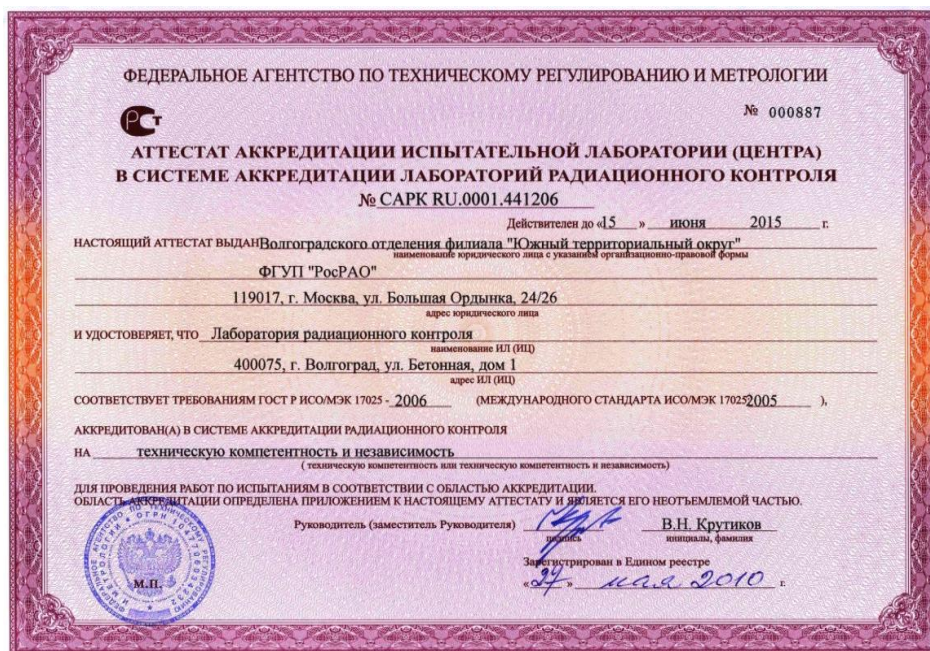 ФЕДЕРАЛЬНОЕ АГЕНТСТВО ПО ТЕХНИЧЕСКОМУ РЕГУЛИРОВАНИЮ И МЕТРОЛОГИИ
РСТ
№ 000887
АТТЕСТАТ АККРЕДИТАЦИИ ИСПЫТАТЕЛЬНОЙ ЛАБОРАТОРИИ (ЦЕНТРА)
В СИСТЕМЕ АККРЕДИТАЦИИ ЛАБОРАТОРИЙ РАДИАЦИОННОГО КОНТРОЛЯ
№ САРК RU.0001.441206
Действителен до «15 » июня 2015 г.
НАСТОЯЩИЙ АТТЕСТАТ ВЫДАН Волгоградского отделения филиала "Южный территориальный округ"
наименование юридического лица с указанием организационно-правовой формы
ФГУП "РосРАО"
119017, г. Москва, ул. Большая Ордынка, 24/26
адрес юридического лица
И УДОСТОВЕРЯЕТ, ЧТО Лаборатория радиационного контроля
наименование ИЛ (ИЦ)
400075, г. Волгоград, ул. Бетонная, дом 1
адрес ИЛ (ИЦ)
СООТВЕТСТВУЕТ ТРЕБОВАНИЯМ ГОСТ Р ИСО/МЭК 17025 - 2006 (МЕЖДУНАРОДНОГО СТАНДАРТА ИСО/МЭК 17025 2005 ),
АККРЕДИТОВАН(А) В СИСТЕМЕ АККРЕДИТАЦИИ РАДИАЦИОННОГО КОНТРОЛЯ
НА техническую компетентность и независимость
( техническую компетентность или техническую компетентность и независимость)
ДЛЯ ПРОВЕДЕНИЯ РАБОТ ПО ИСПЫТАНИЯМ В СООТВЕТСТВИИ С ОБЛАСТЬЮ АККРЕДИТАЦИИ.
ОБЛАСТЬ АККРЕДИТАЦИИ ОПРЕДЕЛЕНА ПРИЛОЖЕНИЕМ К НАСТОЯЩЕМУ АТТЕСТАТУ И ЯВЛЯЕТСЯ ЕГО НЕОТЪЕМЛЕМОЙ ЧАСТЬЮ.
Руководитель (заместитель Руководителя) В.Н. Крутиков
подпись инициалы, фамилия
М.П.
Зарегистрирован в Едином реестре
«27» мая 2010 г.